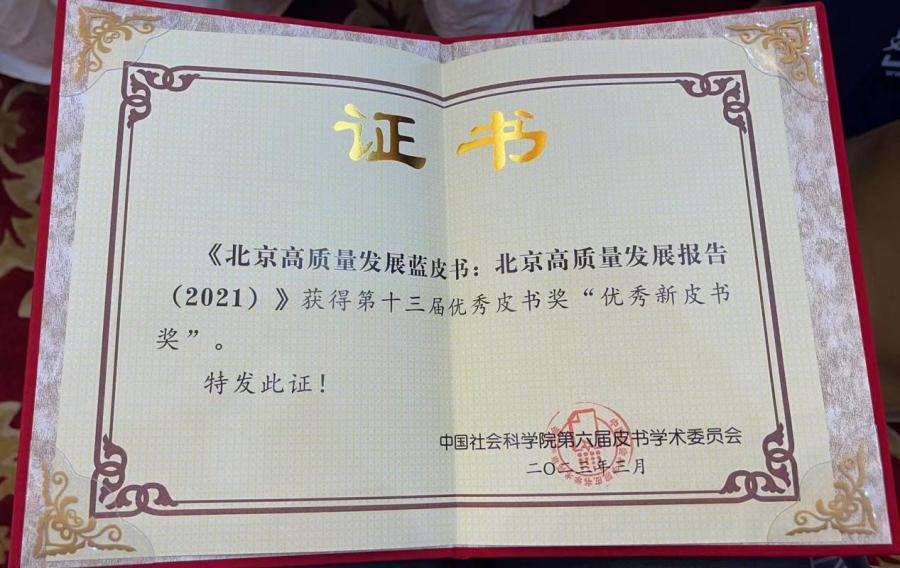 证书
《北京高质量发展蓝皮书：北京高质量发展报告
（2021）》获得第十三届优秀皮书奖“优秀新皮书
奖”。
特发此证！
中国社会科学院第六届皮书学术委员会
二〇二三年三月